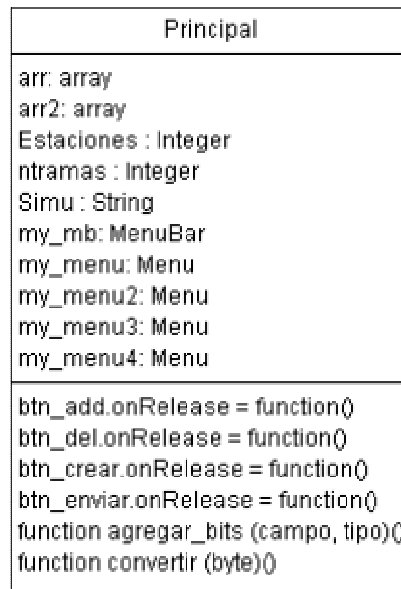 Principal
arr: array
arr2: array
Estaciones : Integer
ntramas : Integer
Simu : String
my_mb: MenuBar
my_menu: Menu
my_menu2: Menu
my_menu3: Menu
my_menu4: Menu
btn_add.onRelease = function()
btn_del.onRelease = function()
btn_crear.onRelease = function()
btn_enviar.onRelease = function()
function agregar_bits (campo, tipo)()
function convertir (byte)()